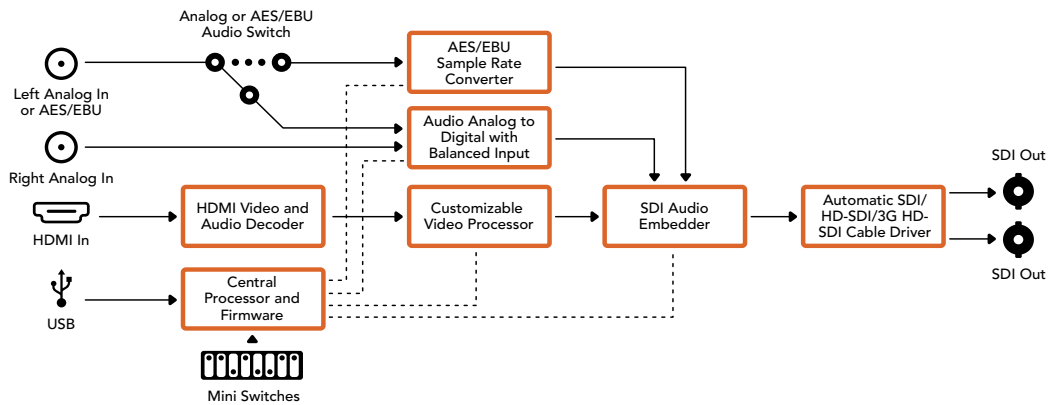 Analog or AES/EBU
Audio Switch
Left Analog In
or AES/EBU
AES/EBU
Sample Rate
Converter
Audio Analog to
Digital with
Balanced Input
Right Analog In
HDMI In
HDMI Video and
Audio Decoder
Customizable
Video Processor
SDI Audio
Embedder
Automatic SDI/
HD-SDI/3G HD-
SDI Cable Driver
SDI Out
SDI Out
USB
Central
Processor and
Firmware
Mini Switches